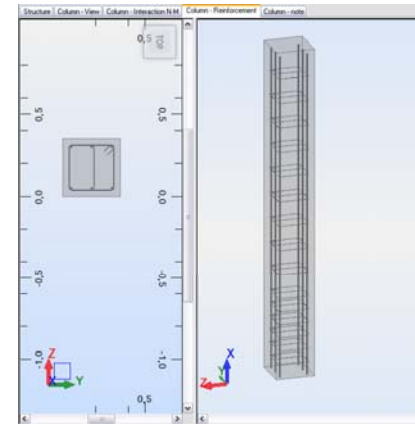 Structure Column - View Column - Interaction N-M Column - Reinforcement Column - note
0,5
TOP
0,5 0,5
0,0 0,0
-0,5 -0,5
-1,0 -1,0
Z
X Y
0,5
X
Y
Z